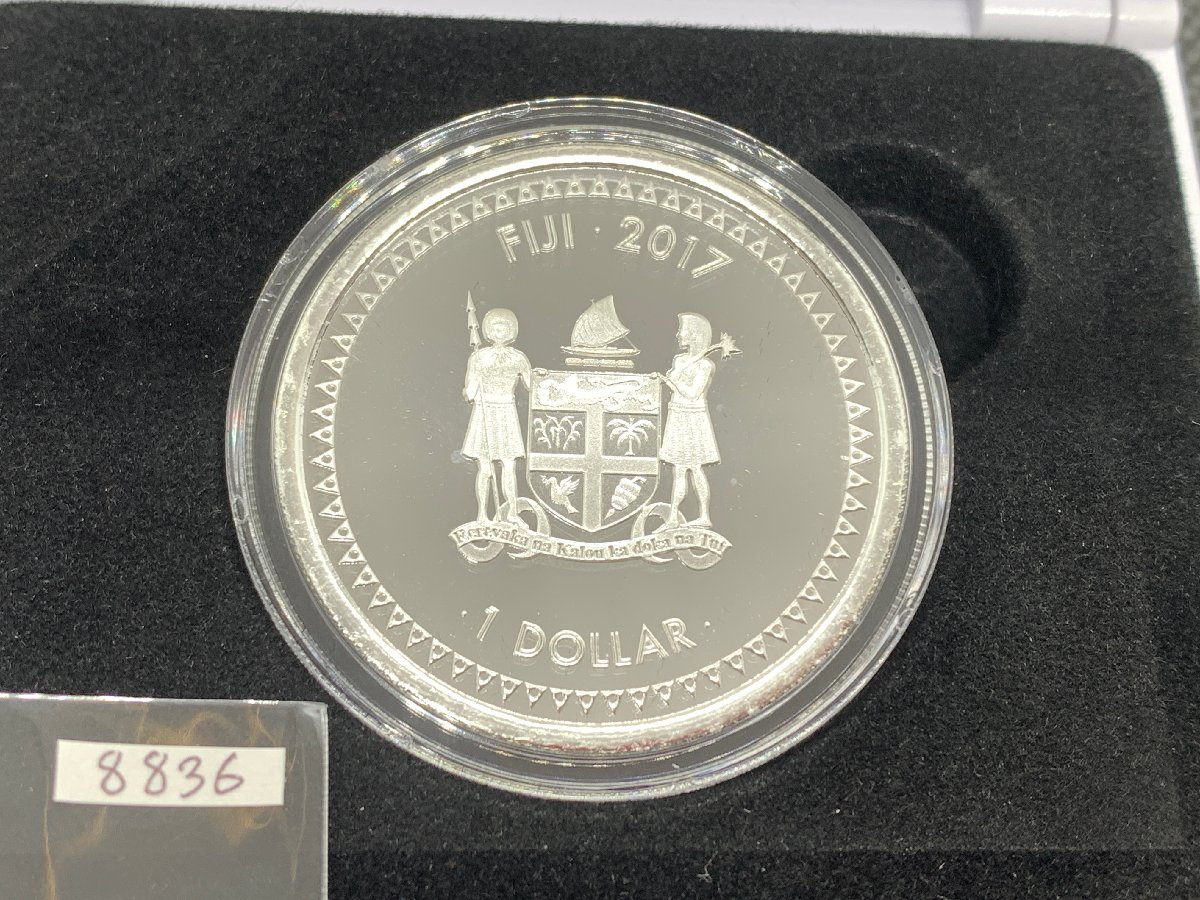 FIJI · 2017
Rerevaka na Kalou ka doka na Tui
· 1 DOLLAR ·
8836